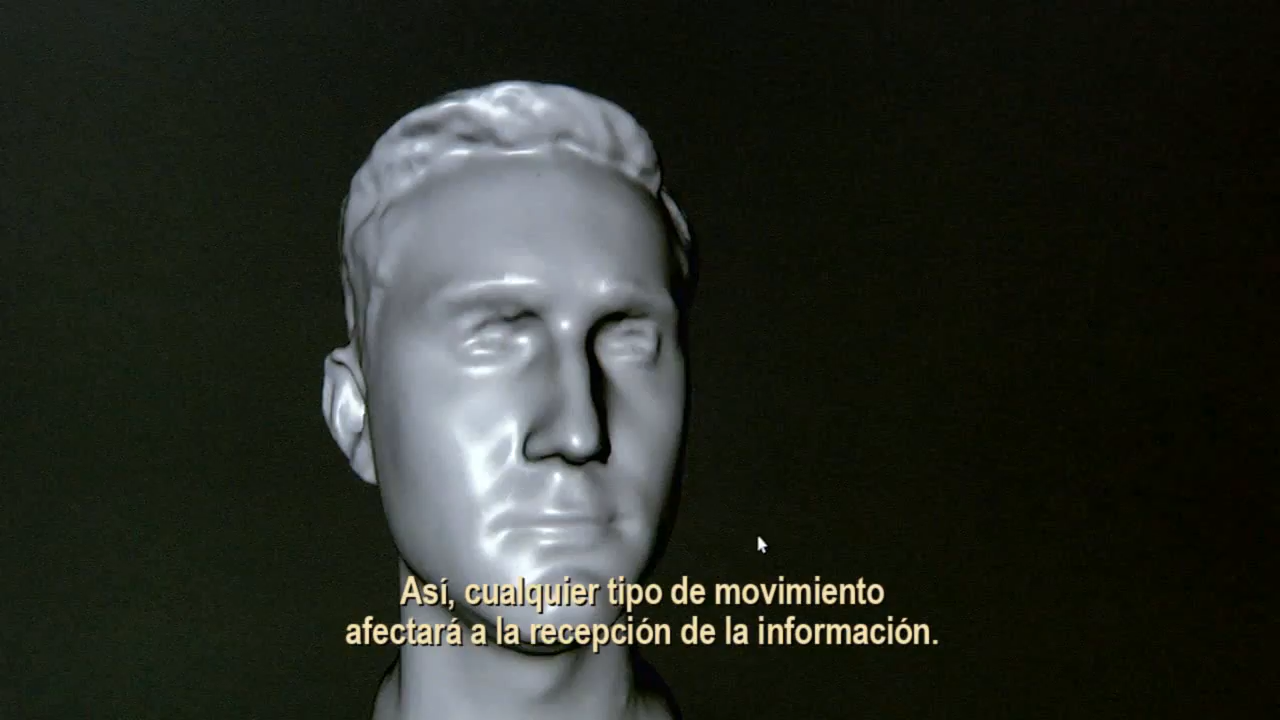 Así, cualquier tipo de movimiento
afectará a la recepción de la información.